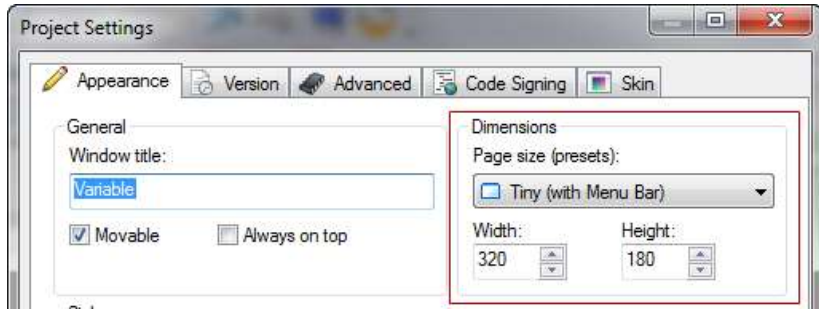 Project Settings
Appearance Version Advanced Code Signing Skin
General
Window title:
Variable
Movable Always on top
Dimensions
Page size (presets):
Tiny (with Menu Bar)
Width: Height:
320 180